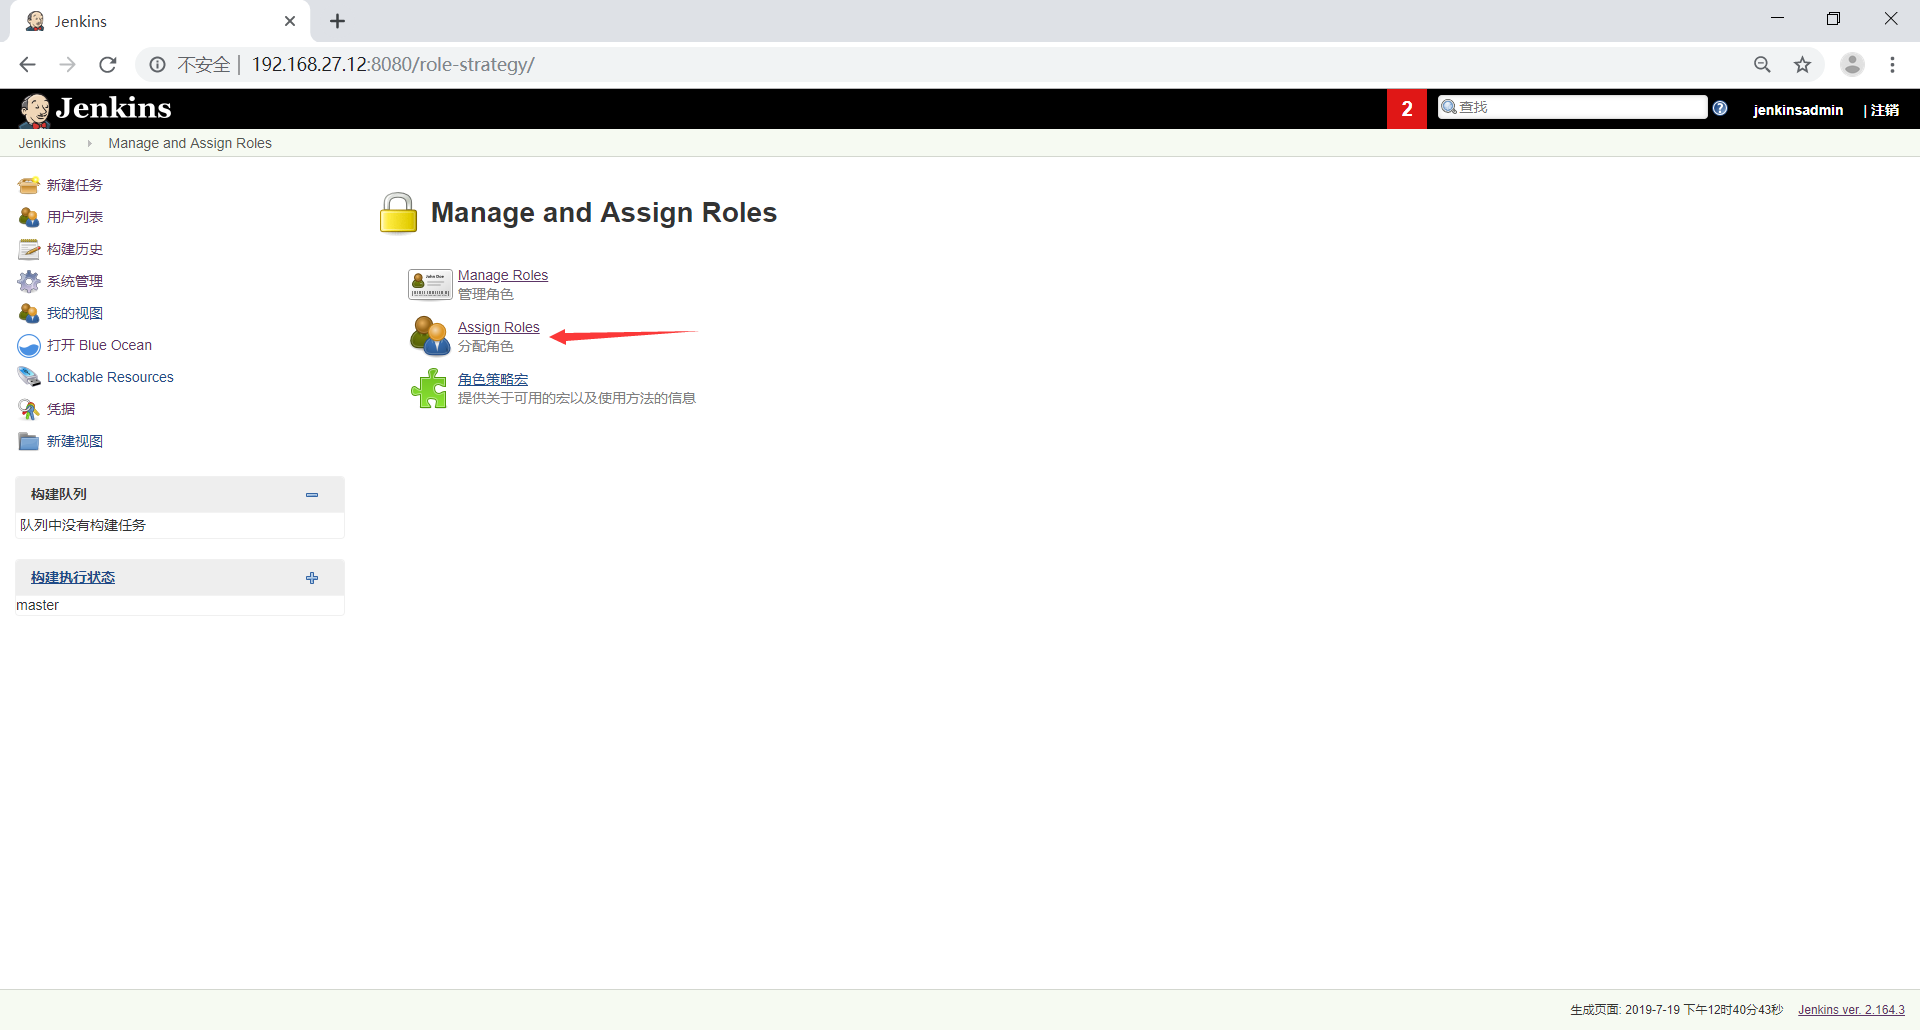 Jenkins
不安全 | 192.168.27.12:8080/role-strategy/
Jenkins
2
查找
jenkinsadmin
| 注销
Jenkins
Manage and Assign Roles
新建任务
用户列表
构建历史
系统管理
我的视图
打开 Blue Ocean
Lockable Resources
凭据
新建视图
构建队列
队列中没有构建任务
构建执行状态
master
Manage and Assign Roles
John Doe
Manage Roles
管理角色
Assign Roles
分配角色
角色策略宏
提供关于可用的宏以及使用方法的信息
生成页面: 2019-7-19 下午12时40分43秒
Jenkins ver. 2.164.3